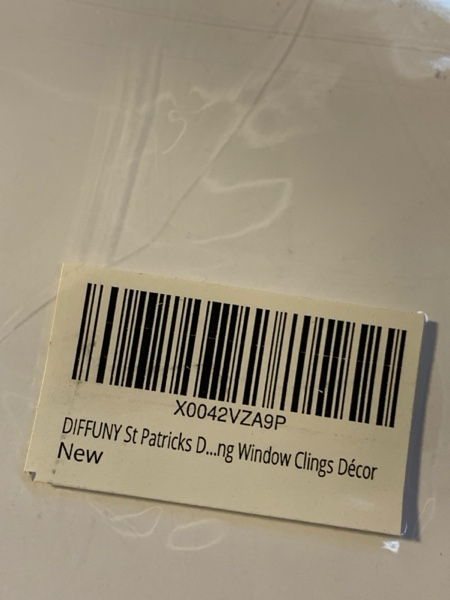 X0042VZA9P
DIFFUNY St Patricks D...ng Window Clings Décor
New